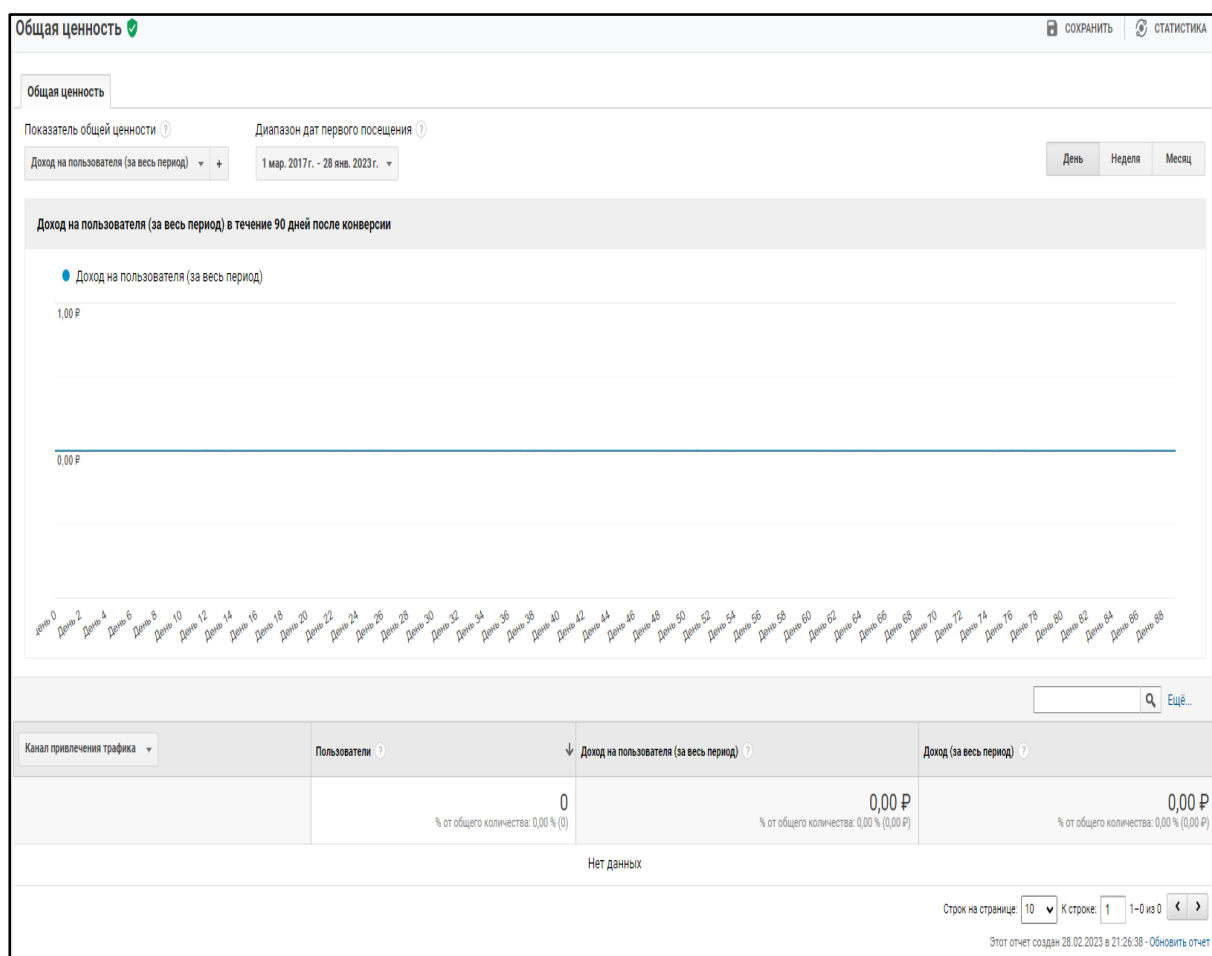 Общая ценность
СОХРАНИТЬ
СТАТИСТИКА
Общая ценность
Показатель общей ценности ?
Диапазон дат первого посещения ?
Доход на пользователя (за весь период)
+
1 мар. 2017 г. - 28 янв. 2023 г.
День
Неделя
Месяц
Доход на пользователя (за весь период) в течение 90 дней после конверсии
Доход на пользователя (за весь период)
1,00 ₽
0,00 ₽
ень 0 День 2 День 4 День 6 День 8 День 10 День 12 День 14 День 16 День 18 День 20 День 22 День 24 День 26 День 28 День 30 День 32 День 34 День 36 День 38 День 40 День 42 День 44 День 46 День 48 День 50 День 52 День 54 День 56 День 58 День 60 День 62 День 64 День 66 День 68 День 70 День 72 День 74 День 76 День 78 День 80 День 82 День 84 День 86 День 88
Ещё...
Канал привлечения трафика
Пользователи ?
Доход на пользователя (за весь период) ?
Доход (за весь период) ?
0
0,00 ₽
0,00 ₽
% от общего количества: 0,00 % (0)
% от общего количества: 0,00 % (0,00 ₽)
% от общего количества: 0,00 % (0,00 ₽)
Нет данных
Строк на странице: 10 К строке: 1 1–0 из 0
Этот отчет создан 28.02.2023 в 21:26:38 - Обновить отчет